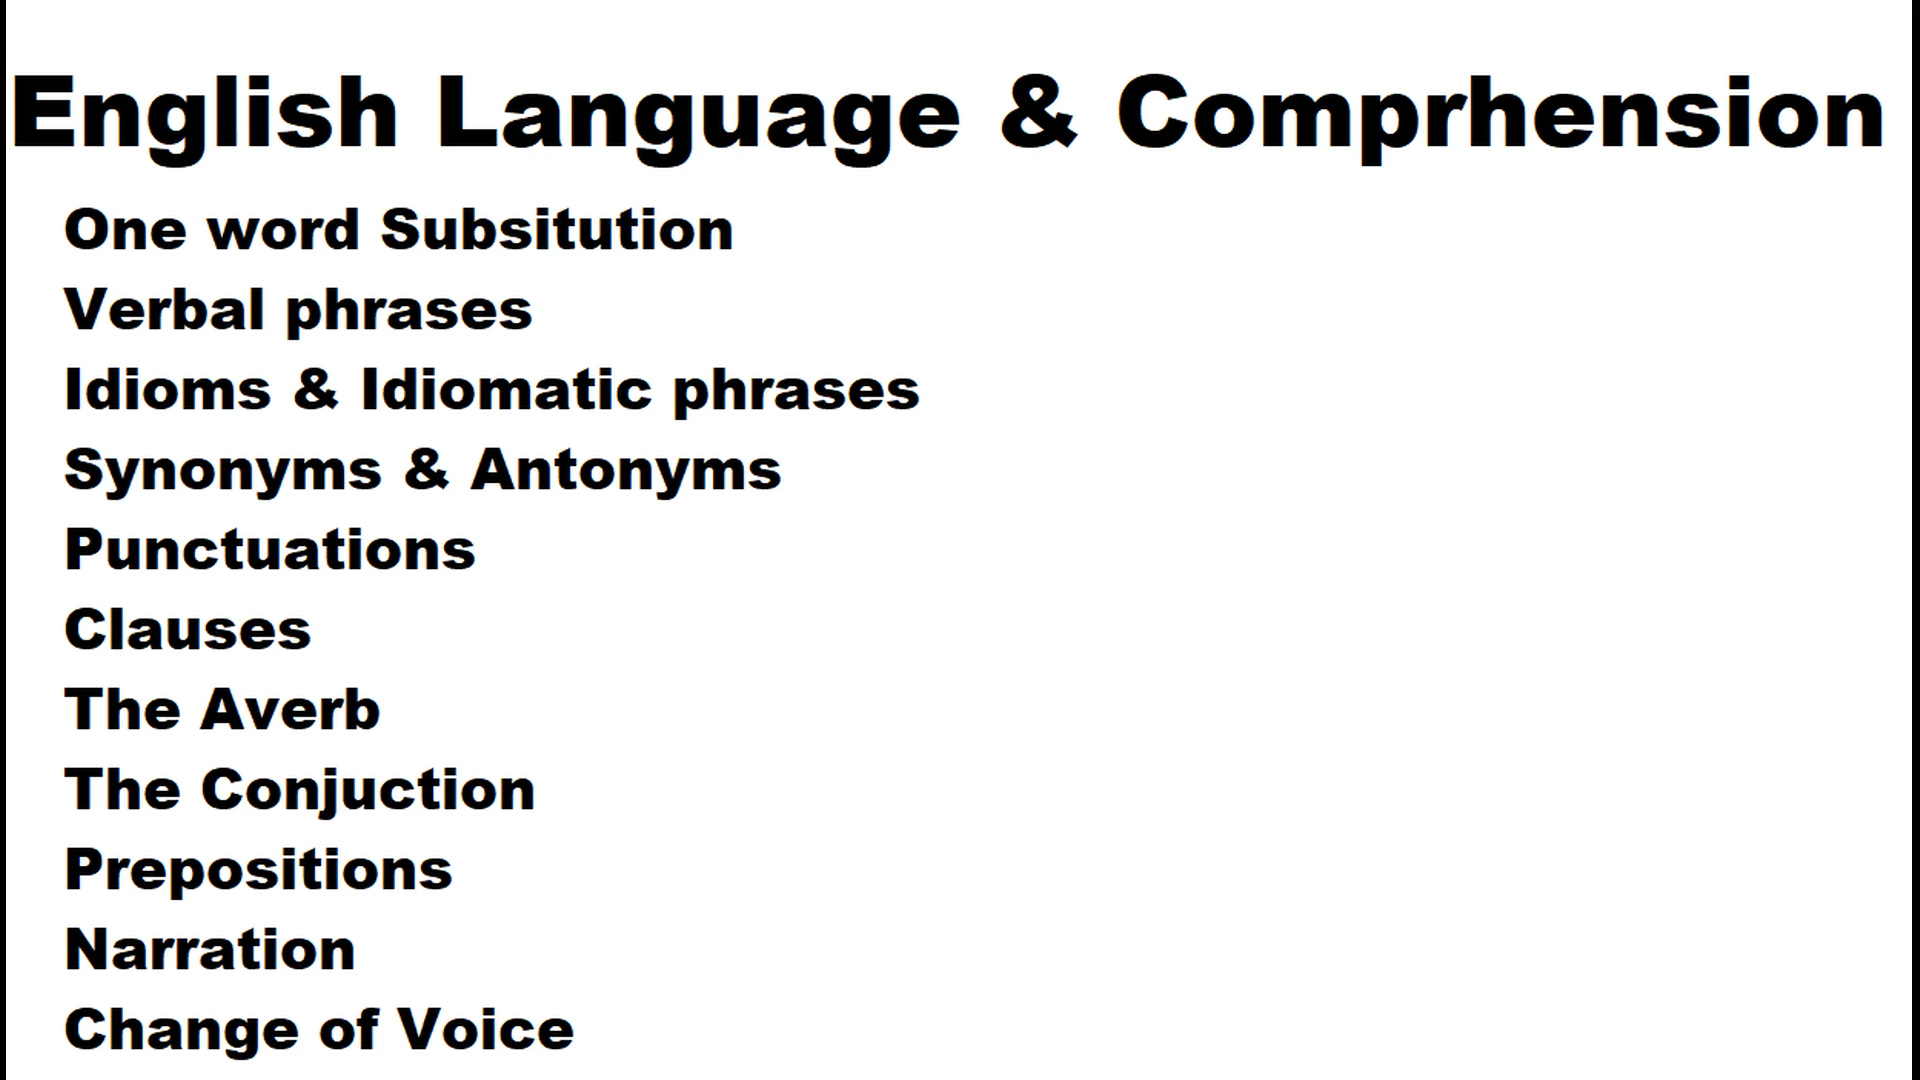 English Language & Comprhension
One word Subsitution
Verbal phrases
Idioms & Idiomatic phrases
Synonyms & Antonyms
Punctuations
Clauses
The Averb
The Conjuction
Prepositions
Narration
Change of Voice